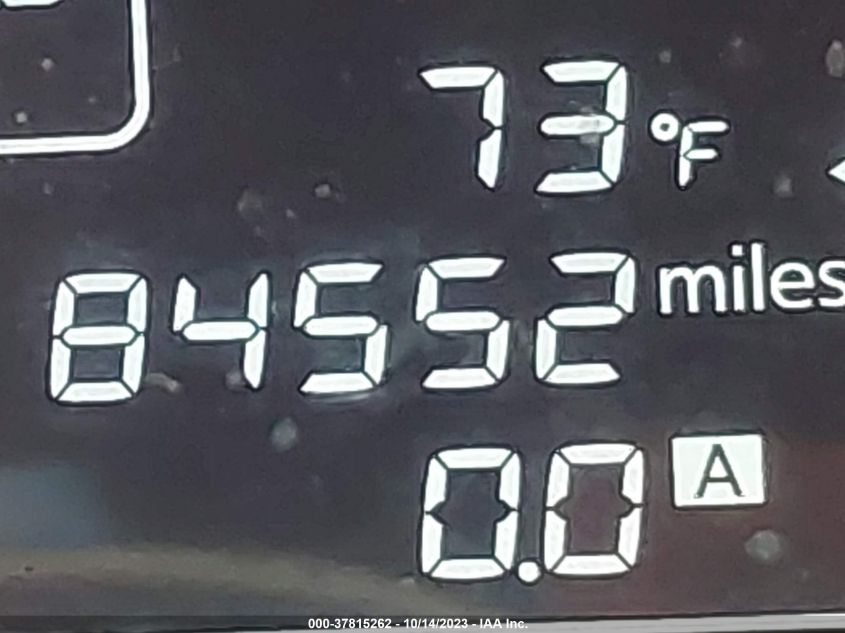 73 °F
84552 miles
0.0 A
000-37815262 - 10/14/2023 - IAA Inc.